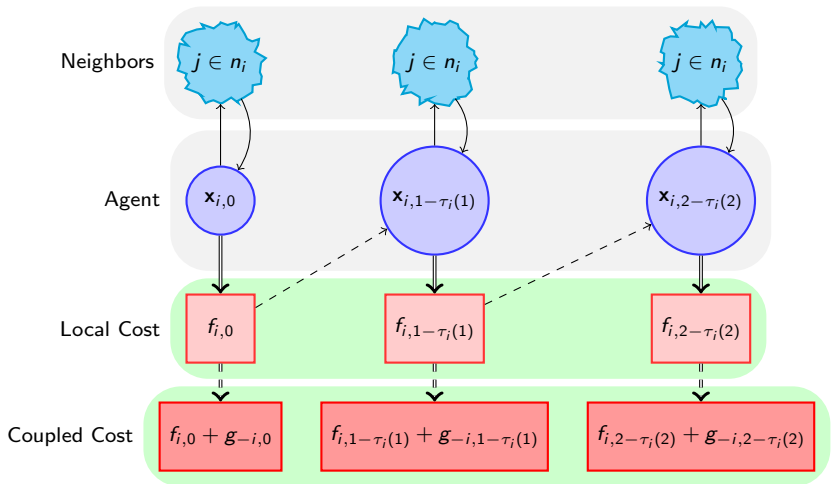 Neighbors j ∈ n_i j ∈ n_i j ∈ n_i
Agent x_{i,0} x_{i,1−τ_i(1)} x_{i,2−τ_i(2)}
Local Cost f_{i,0} f_{i,1−τ_i(1)} f_{i,2−τ_i(2)}
Coupled Cost f_{i,0} + g_{−i,0} f_{i,1−τ_i(1)} + g_{−i,1−τ_i(1)} f_{i,2−τ_i(2)} + g_{−i,2−τ_i(2)}